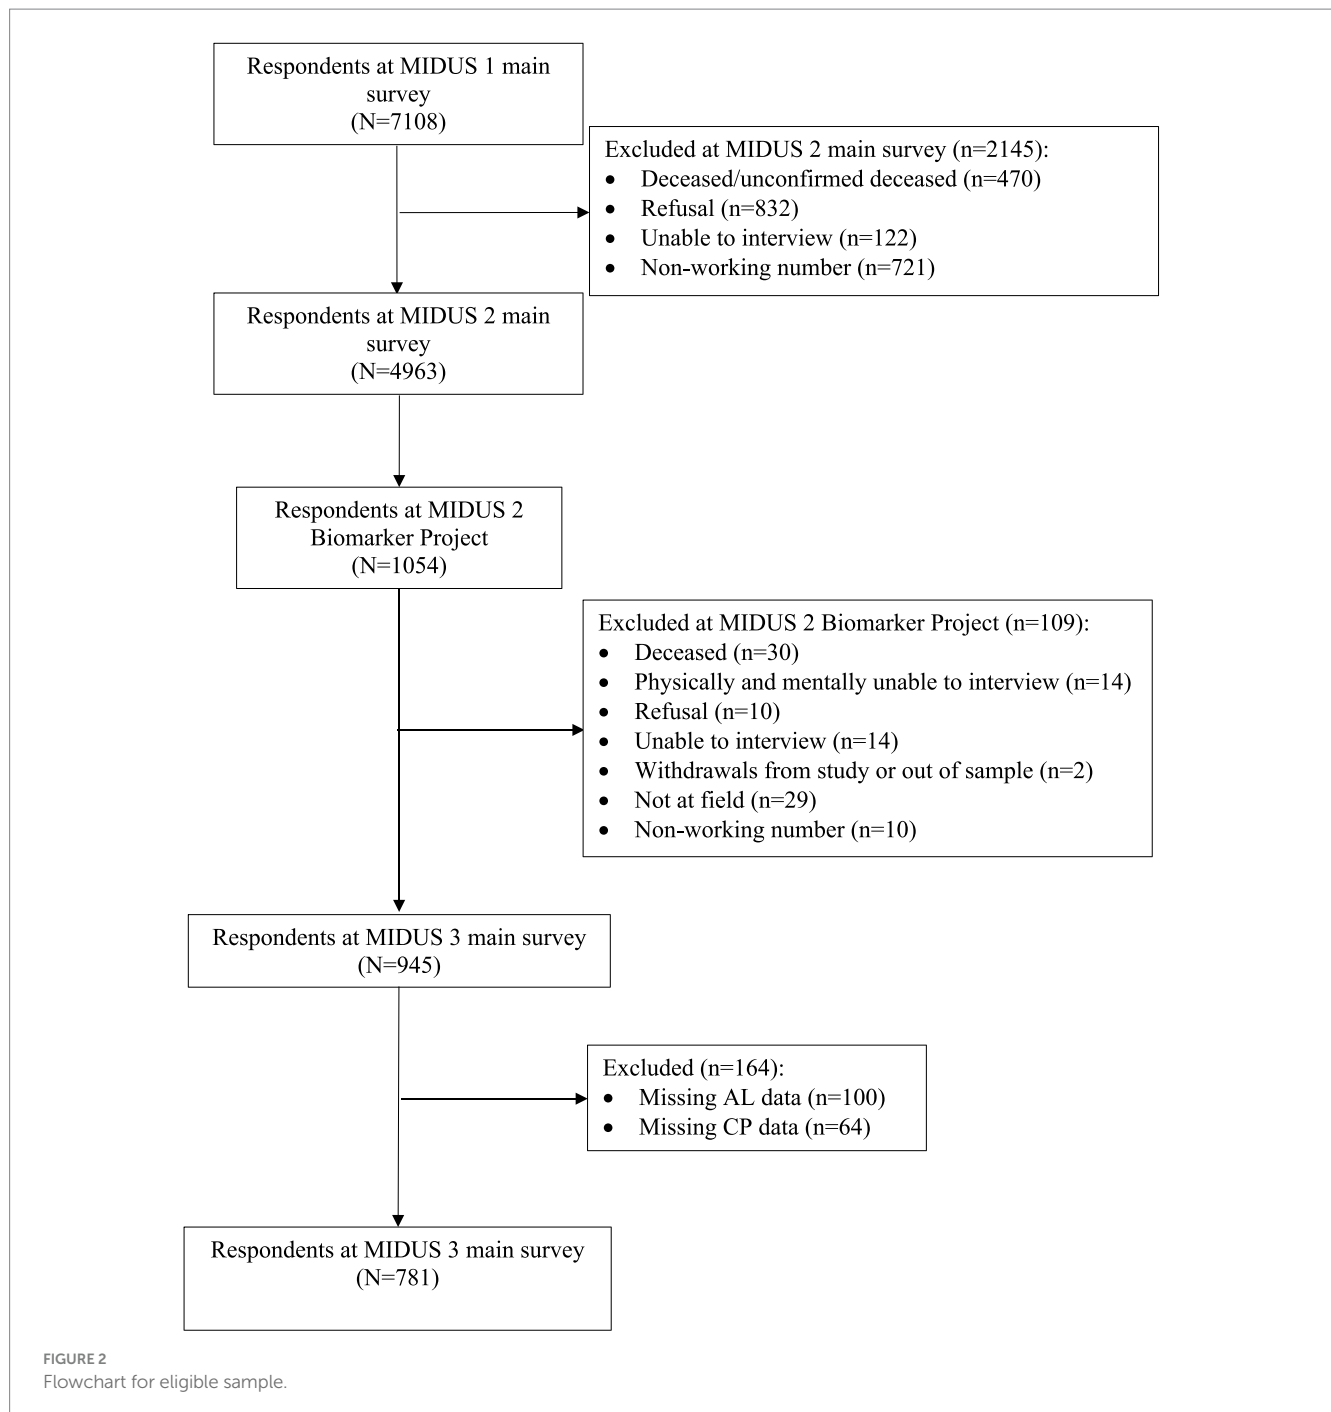 Respondents at MIDUS 1 main
survey
(N=7108)
Excluded at MIDUS 2 main survey (n=2145):
• Deceased/unconfirmed deceased (n=470)
• Refusal (n=832)
• Unable to interview (n=122)
• Non-working number (n=721)
Respondents at MIDUS 2 main
survey
(N=4963)
Respondents at MIDUS 2
Biomarker Project
(N=1054)
Excluded at MIDUS 2 Biomarker Project (n=109):
• Deceased (n=30)
• Physically and mentally unable to interview (n=14)
• Refusal (n=10)
• Unable to interview (n=14)
• Withdrawals from study or out of sample (n=2)
• Not at field (n=29)
• Non-working number (n=10)
Respondents at MIDUS 3 main survey
(N=945)
Excluded (n=164):
• Missing AL data (n=100)
• Missing CP data (n=64)
Respondents at MIDUS 3 main survey
(N=781)
FIGURE 2
Flowchart for eligible sample.